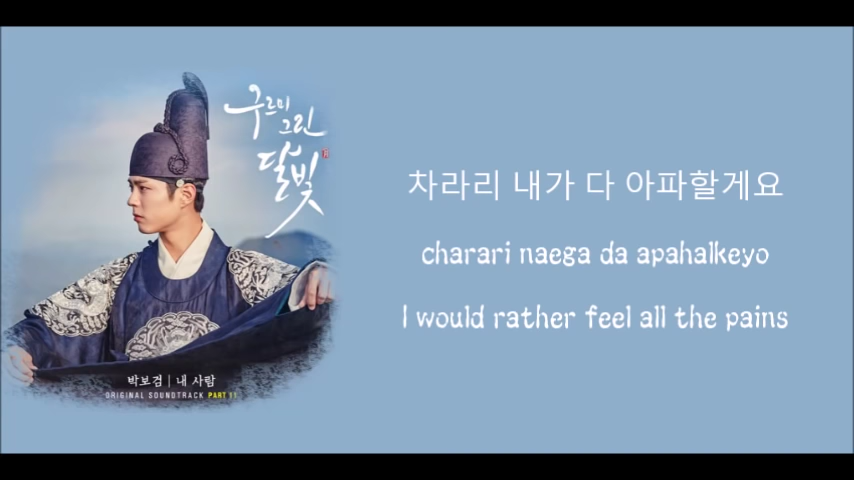 구르미
그린
달빛
박보검 | 내 사람
ORIGINAL SOUNDTRACK PART 11
차라리 내가 다 아파할게요
charari naega da apahalkeyo
I would rather feel all the pains